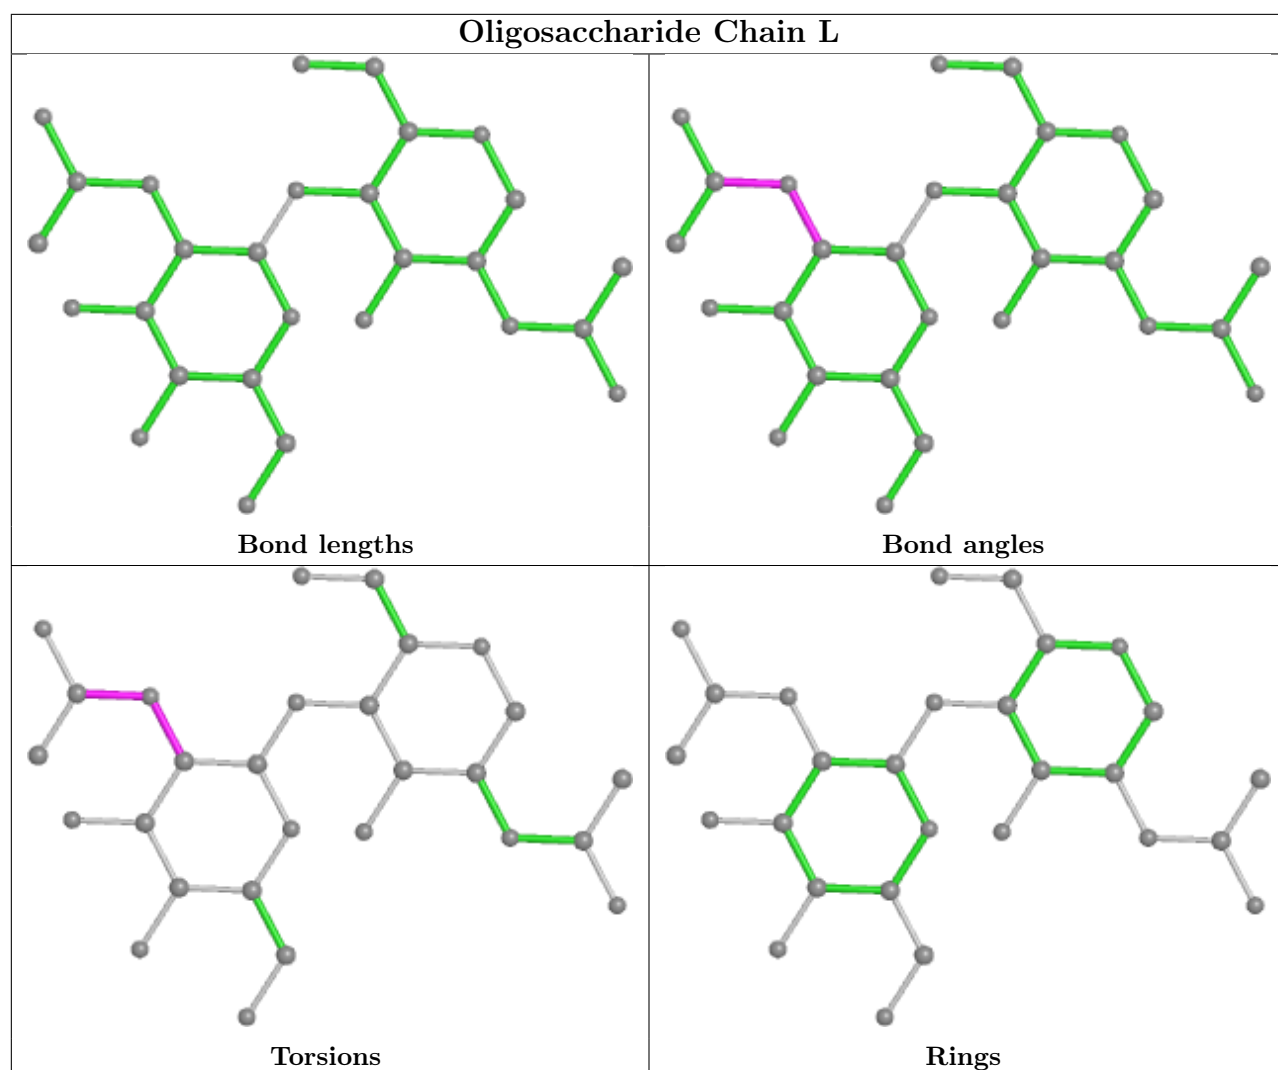 Oligosaccharide Chain L
Bond lengths
Bond angles
Torsions
Rings